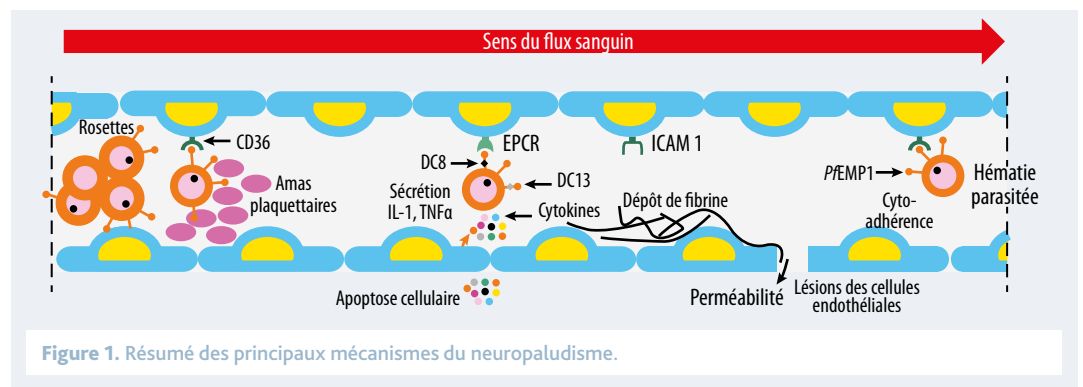 Sens du flux sanguin
Rosettes
CD36
EPCR
ICAM 1
DC8
DC13
PfEMP1
Hématie
parasitée
Amas
plaquettaires
Sécrétion
IL-1, TNFα
Cytokines
Dépôt de fibrine
Cyto-
adhérence
Apoptose cellulaire
Perméabilité
Lésions des cellules
endothéliales
Figure 1. Résumé des principaux mécanismes du neuropaludisme.